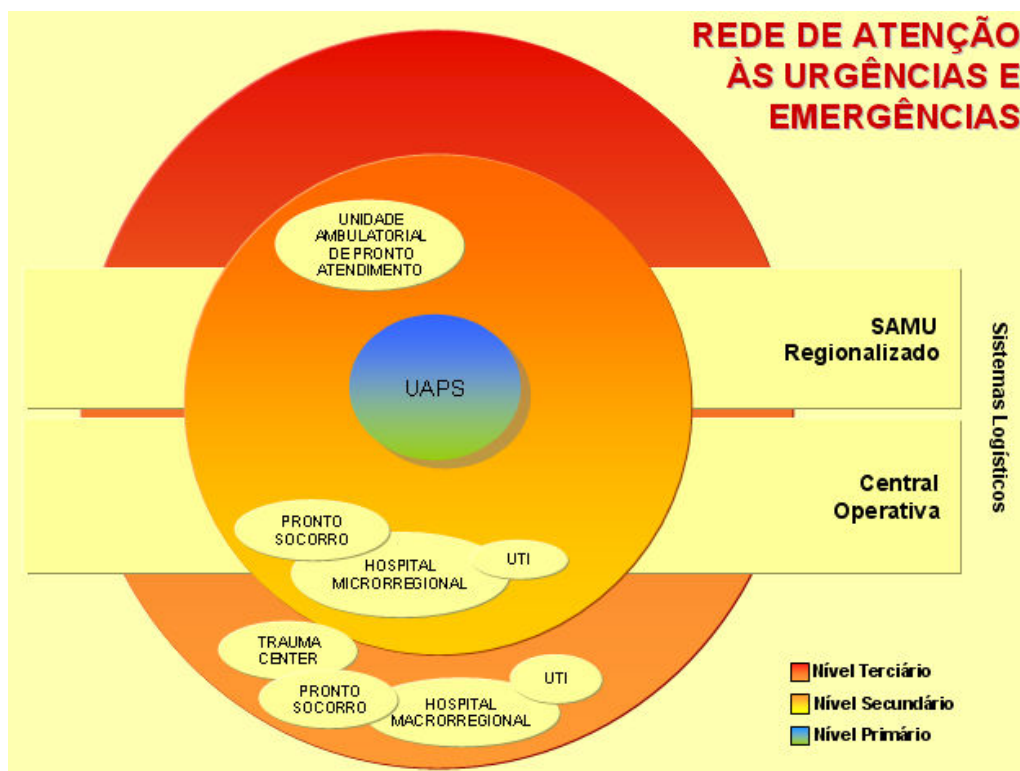 REDE DE ATENÇÃO
ÀS URGÊNCIAS E
EMERGÊNCIAS
UNIDADE
AMBULATORIAL
DE PRONTO
ATENDIMENTO
SAMU
Regionalizado
UAPS
Sistemas Logísticos
Central
Operativa
PRONTO
SOCORRO
HOSPITAL
MICRORREGIONAL
UTI
TRAUMA
CENTER
PRONTO
SOCORRO
HOSPITAL
MACRORREGIONAL
UTI
Nível Terciário
Nível Secundário
Nível Primário